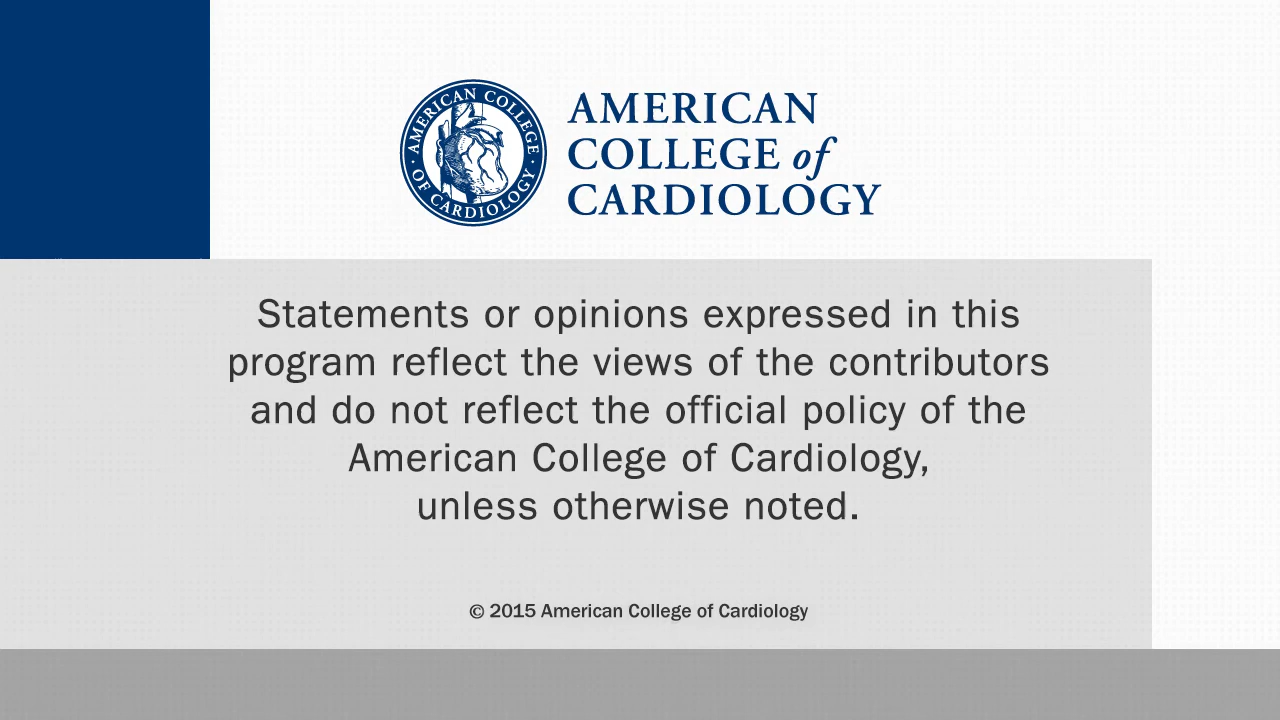 AMERICAN COLLEGE
· OF CARDIOLOGY ·
AMERICAN
COLLEGE of
CARDIOLOGY
Statements or opinions expressed in this
program reflect the views of the contributors
and do not reflect the official policy of the
American College of Cardiology,
unless otherwise noted.
© 2015 American College of Cardiology